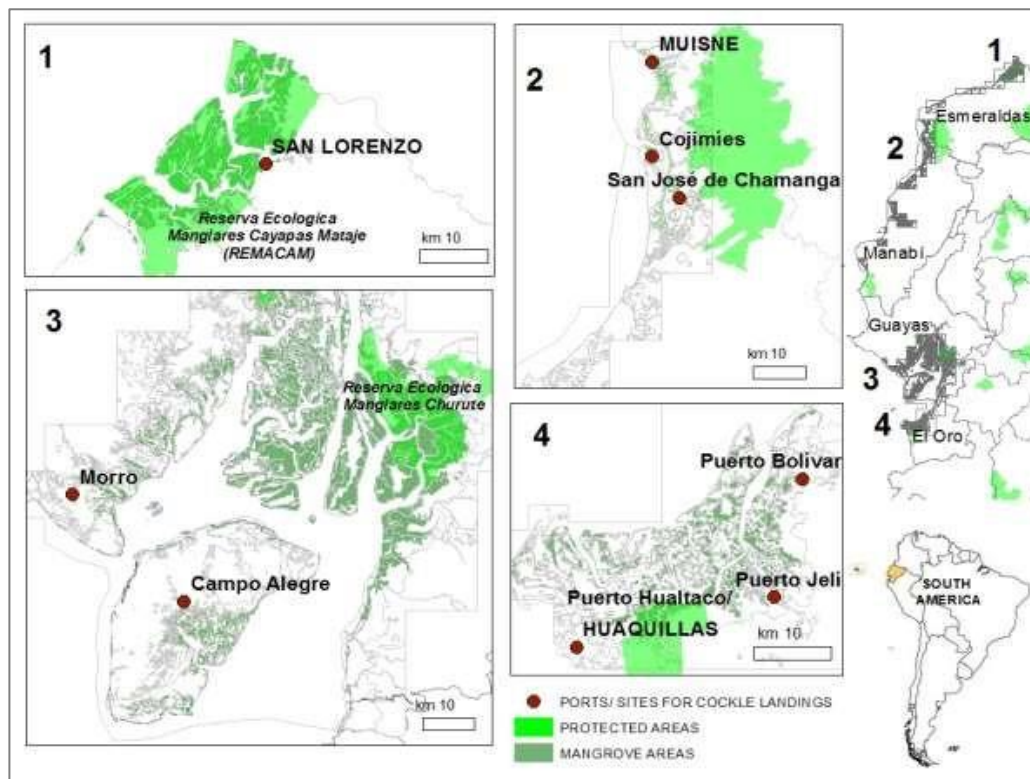 1
SAN LORENZO
Reserva Ecologica
Manglares Cayapas Mataje
(REMACAM)
km 10
2
MUISNE
Cojimies
San José de Chamanga
km 10
3
Reserva Ecologica
Manglares Churute
Morro
Campo Alegre
km 10
4
Puerto Bolivar
Puerto Jeli
Puerto Hualtaco/
HUAQUILLAS
km 10
1
Esmeraldas
2
Manabí
Guayas
3
4
El Oro
SOUTH
AMERICA
PORTS/ SITES FOR COCKLE LANDINGS
PROTECTED AREAS
MANGROVE AREAS